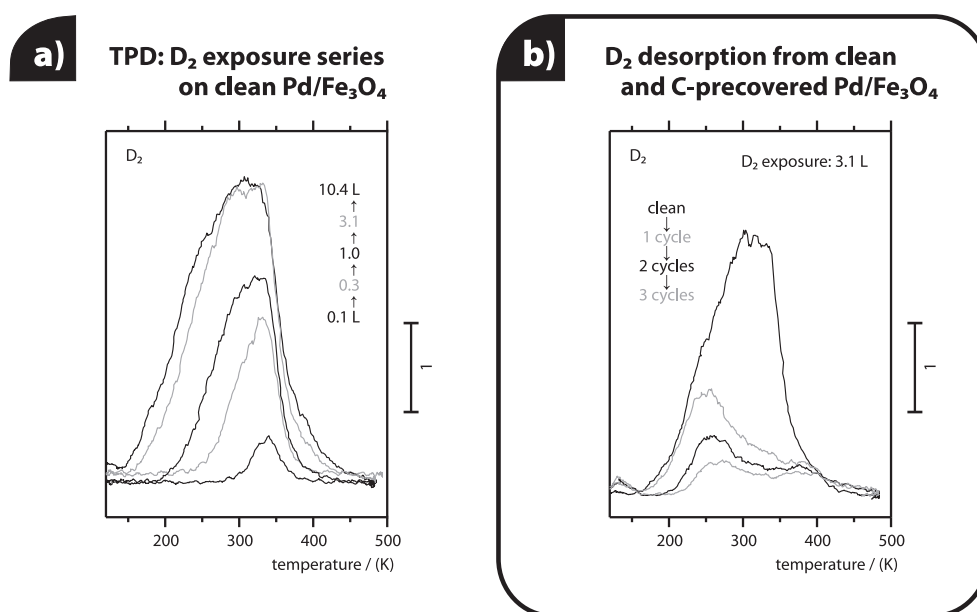 a)
TPD: D₂ exposure series
on clean Pd/Fe₃O₄
D₂
10.4 L
↑
3.1
↑
1.0
↑
0.3
↑
0.1 L
1
200
300
400
500
temperature / (K)
b)
D₂ desorption from clean
and C-precovered Pd/Fe₃O₄
D₂
D₂ exposure: 3.1 L
clean
↓
1 cycle
↓
2 cycles
↓
3 cycles
1
200
300
400
500
temperature / (K)